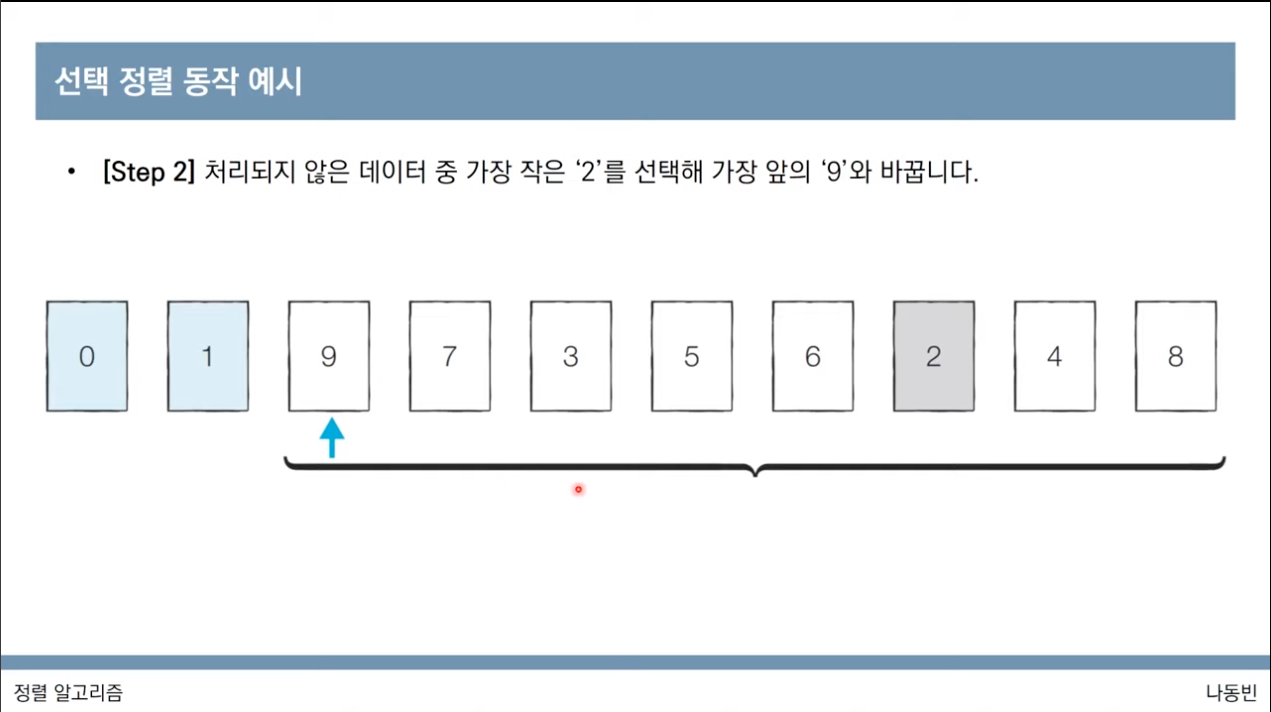 선택 정렬 동작 예시
• [Step 2] 처리되지 않은 데이터 중 가장 작은 ‘2’를 선택해 가장 앞의 ‘9’와 바꿉니다.
0 1 9 7 3 5 6 2 4 8
정렬 알고리즘
나동빈